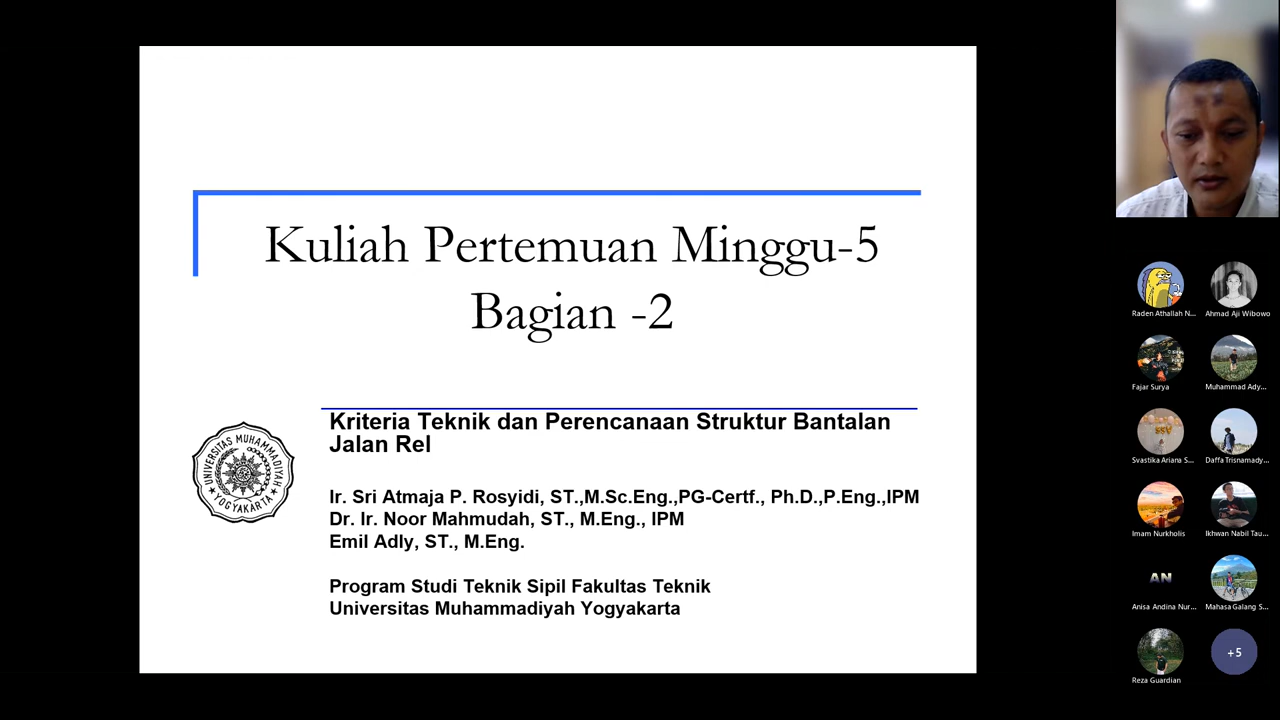 Kuliah Pertemuan Minggu-5
Bagian -2
UNIVERSITAS MUHAMMADIYAH
YOGYAKARTA
Kriteria Teknik dan Perencanaan Struktur Bantalan
Jalan Rel
Ir. Sri Atmaja P. Rosyidi, ST.,M.Sc.Eng.,PG-Certf., Ph.D.,P.Eng.,IPM
Dr. Ir. Noor Mahmudah, ST., M.Eng., IPM
Emil Adly, ST., M.Eng.
Program Studi Teknik Sipil Fakultas Teknik
Universitas Muhammadiyah Yogyakarta
Raden Athallah N...
Ahmad Aji Wibowo
Fajar Surya
Muhammad Ady...
Svastika Ariana S...
Daffa Trisnamady...
Imam Nurkholis
Ikhwan Nabil Tau...
AN
Anisa Andina Nur...
Mahasa Galang S...
Reza Guardian
+5